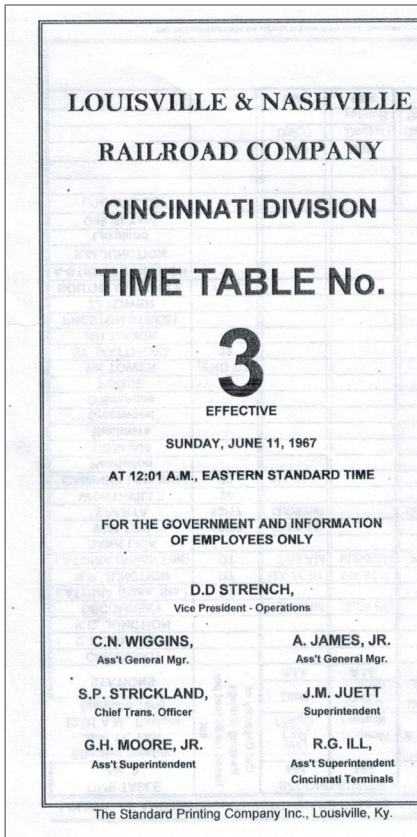 LOUISVILLE & NASHVILLE
RAILROAD COMPANY
CINCINNATI DIVISION
TIME TABLE No.
3
EFFECTIVE
SUNDAY, JUNE 11, 1967
AT 12:01 A.M., EASTERN STANDARD TIME
FOR THE GOVERNMENT AND INFORMATION
OF EMPLOYEES ONLY
D.D STRENCH,
Vice President - Operations
C.N. WIGGINS,
Ass't General Mgr.
A. JAMES, JR.
Ass't General Mgr.
S.P. STRICKLAND,
Chief Trans. Officer
J.M. JUETT
Superintendent
G.H. MOORE, JR.
Ass't Superintendent
R.G. ILL,
Ass't Superintendent
Cincinnati Terminals
The Standard Printing Company Inc., Lousiville, Ky.